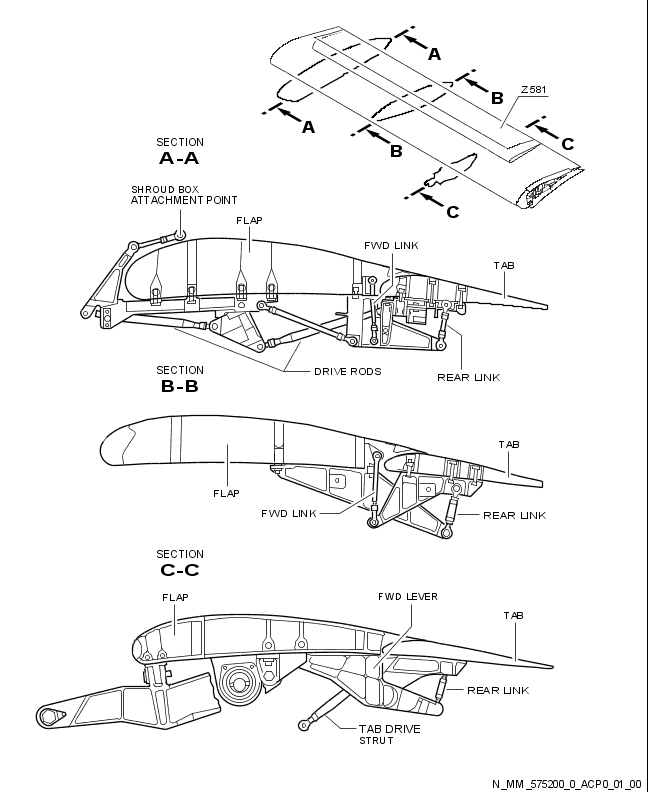 A
Z581
B
A
C
B
C
SECTION
A-A
SHROUD BOX
ATTACHMENT POINT
FLAP
FWD LINK
TAB
DRIVE RODS
REAR LINK
SECTION
B-B
TAB
FLAP
FWD LINK
REAR LINK
SECTION
C-C
FLAP
FWD LEVER
TAB
REAR LINK
TAB DRIVE
STRUT
N_MM_575200_0_ACP0_01_00